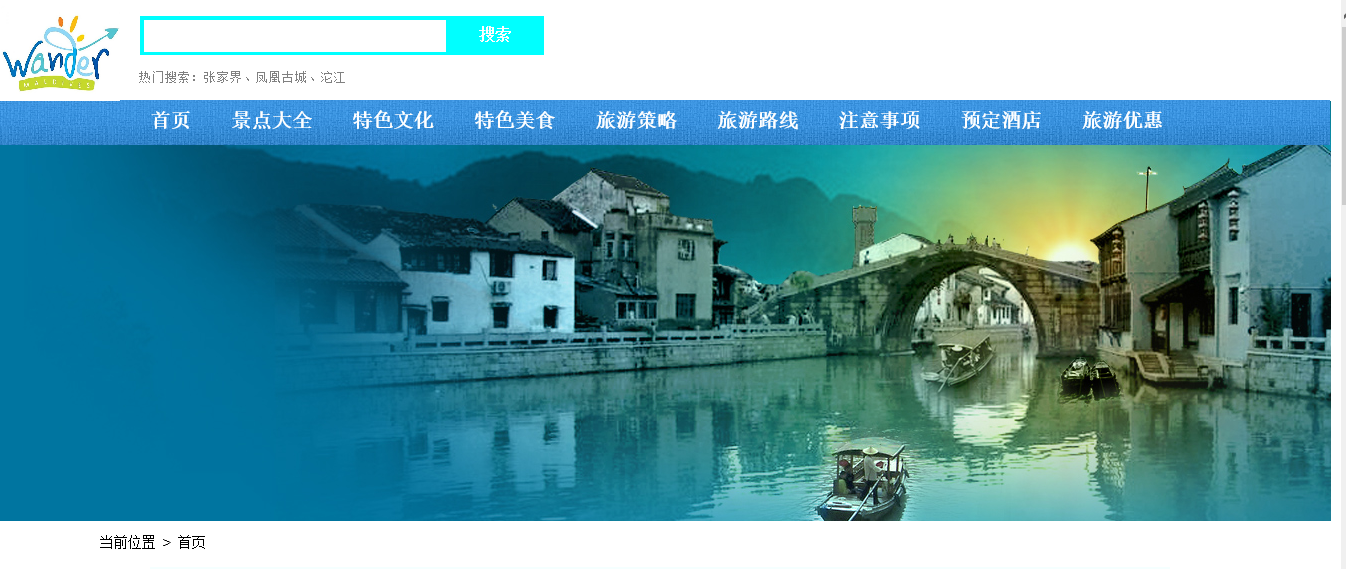 wander
搜索
热门搜索：张家界、凤凰古城、沱江
首页 景点大全 特色文化 特色美食 旅游策略 旅游路线 注意事项 预定酒店 旅游优惠
当前位置 > 首页